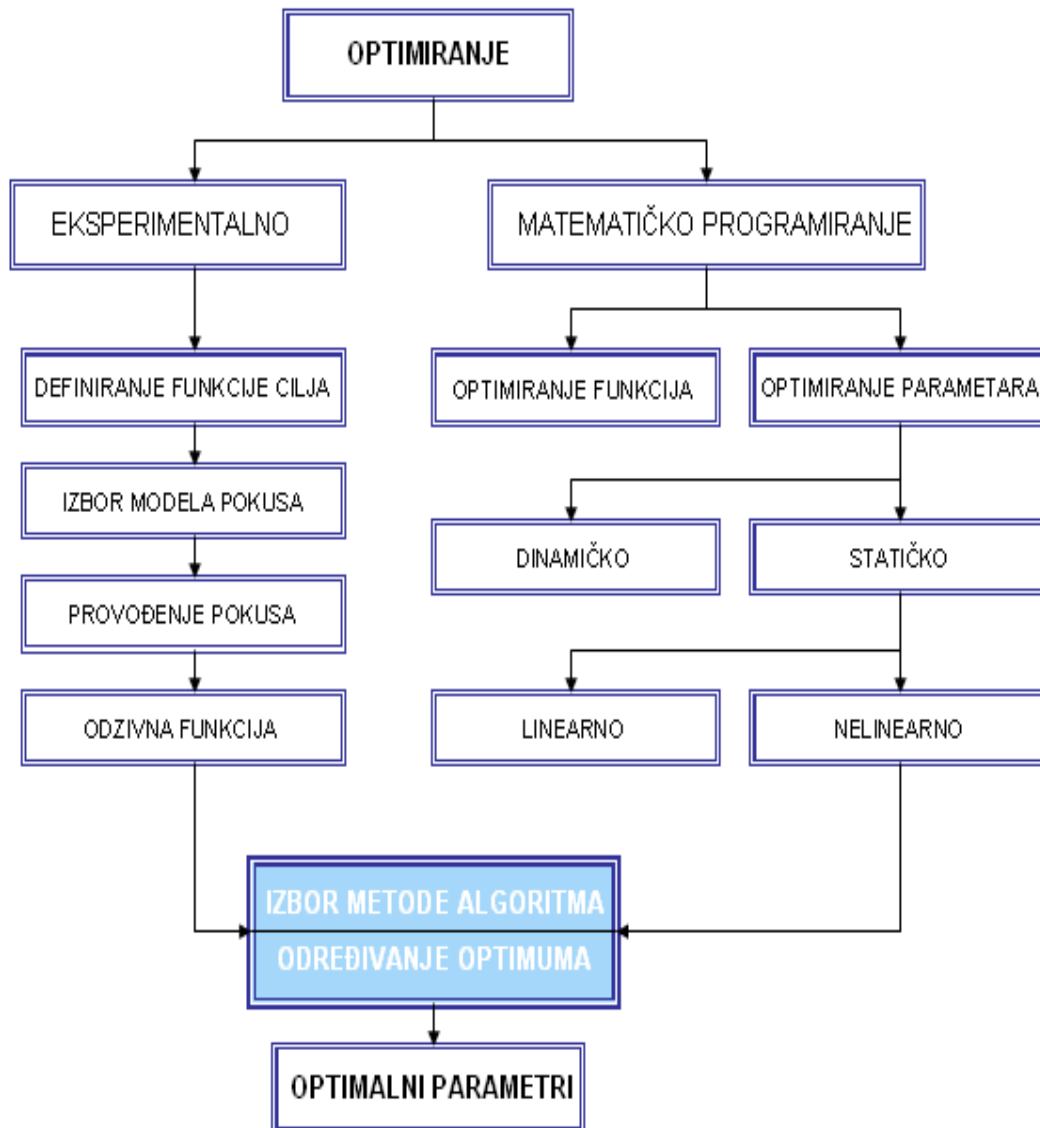 OPTIMIRANJE
EKSPERIMENTALNO
MATEMATIČKO PROGRAMIRANJE
DEFINIRANJE FUNKCIJE CILJA
OPTIMIRANJE FUNKCIJA
OPTIMIRANJE PARAMETARA
IZBOR MODELA POKUSA
DINAMIČKO
STATIČKO
PROVOĐENJE POKUSA
ODZIVNA FUNKCIJA
LINEARNO
NELINEARNO
IZBOR METODE ALGORITMA
ODREĐIVANJE OPTIMUMA
OPTIMALNI PARAMETRI